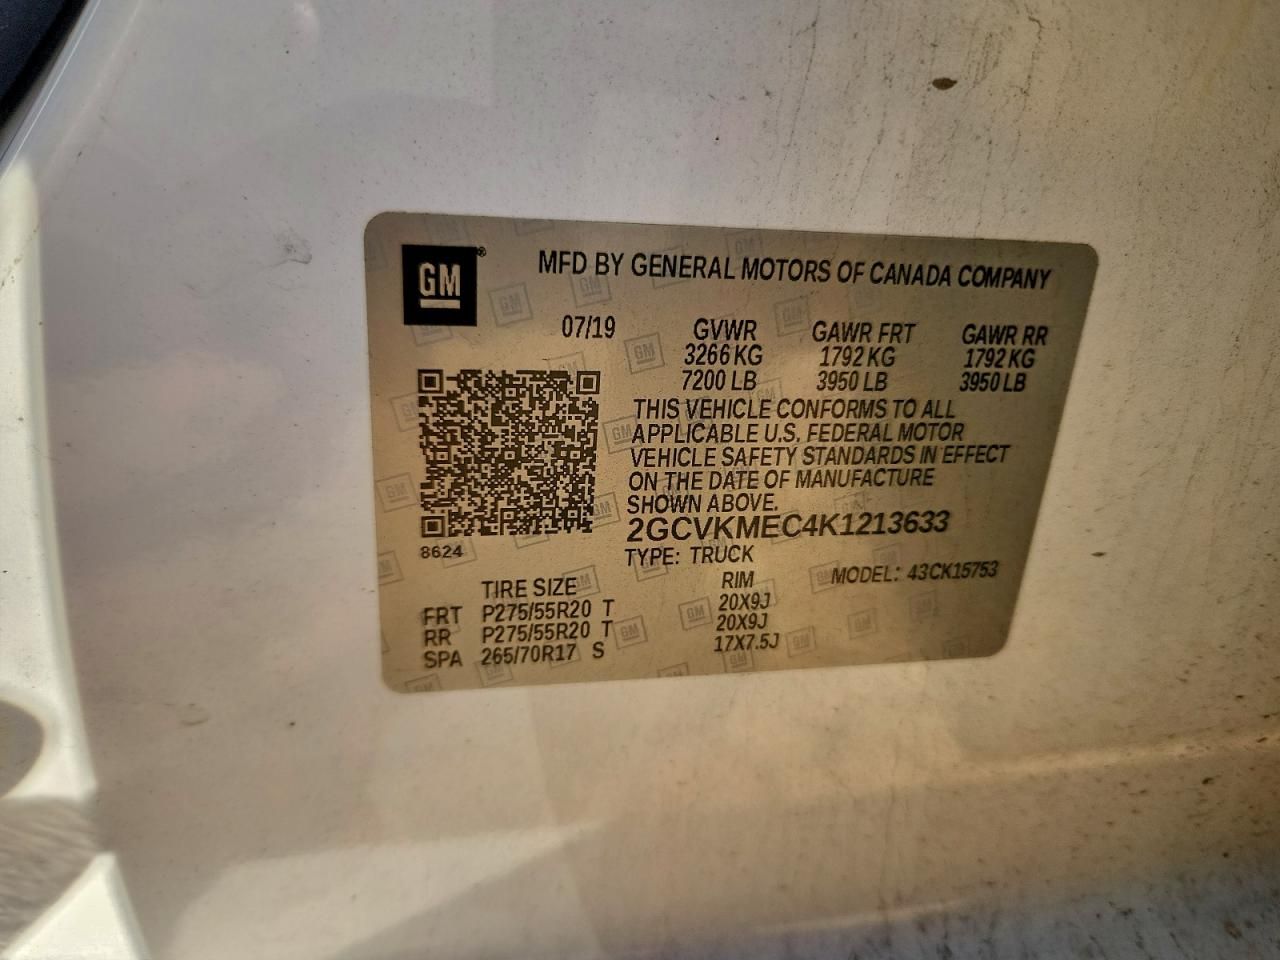 GM®
MFD BY GENERAL MOTORS OF CANADA COMPANY
07/19 GVWR GAWR FRT GAWR RR
3266 KG 1792 KG 1792 KG
7200 LB 3950 LB 3950 LB
THIS VEHICLE CONFORMS TO ALL
APPLICABLE U.S. FEDERAL MOTOR
VEHICLE SAFETY STANDARDS IN EFFECT
ON THE DATE OF MANUFACTURE
SHOWN ABOVE.
2GCVKMEC4K1213633
8624
TYPE: TRUCK
MODEL: 43CK15753
TIRE SIZE RIM
FRT P275/55R20 T 20X9J
RR P275/55R20 T 20X9J
SPA 265/70R17 S 17X7.5J